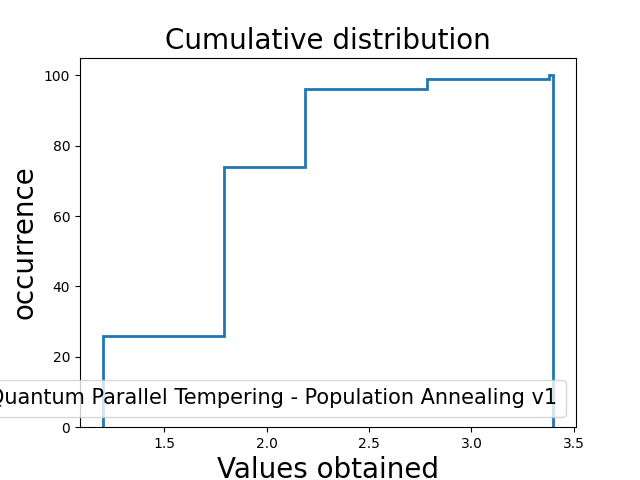 Cumulative distribution
occurrence
100
80
60
40
20
0
Parallel Tempering - Population Annealing v1
1.5 2.0 2.5 3.0 3.5
Values obtained